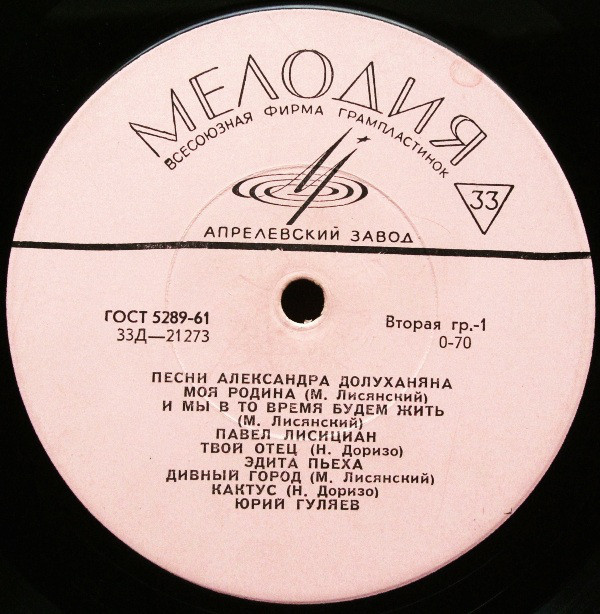 МЕЛОДИЯ
ВСЕСОЮЗНАЯ ФИРМА ГРАМПЛАСТИНОК
33
АПРЕЛЕВСКИЙ ЗАВОД
ГОСТ 5289-61
33Д—21273
Вторая гр.-1
0-70
ПЕСНИ АЛЕКСАНДРА ДОЛУХАНЯНА
МОЯ РОДИНА (М. Лисянский)
И МЫ В ТО ВРЕМЯ БУДЕМ ЖИТЬ
(М. Лисянский)
ПАВЕЛ ЛИСИЦИАН
ТВОЙ ОТЕЦ (Н. Доризо)
ЭДИТА ПЬЕХА
ДИВНЫЙ ГОРОД (М. Лисянский)
КАКТУС (Н. Доризо)
ЮРИЙ ГУЛЯЕВ